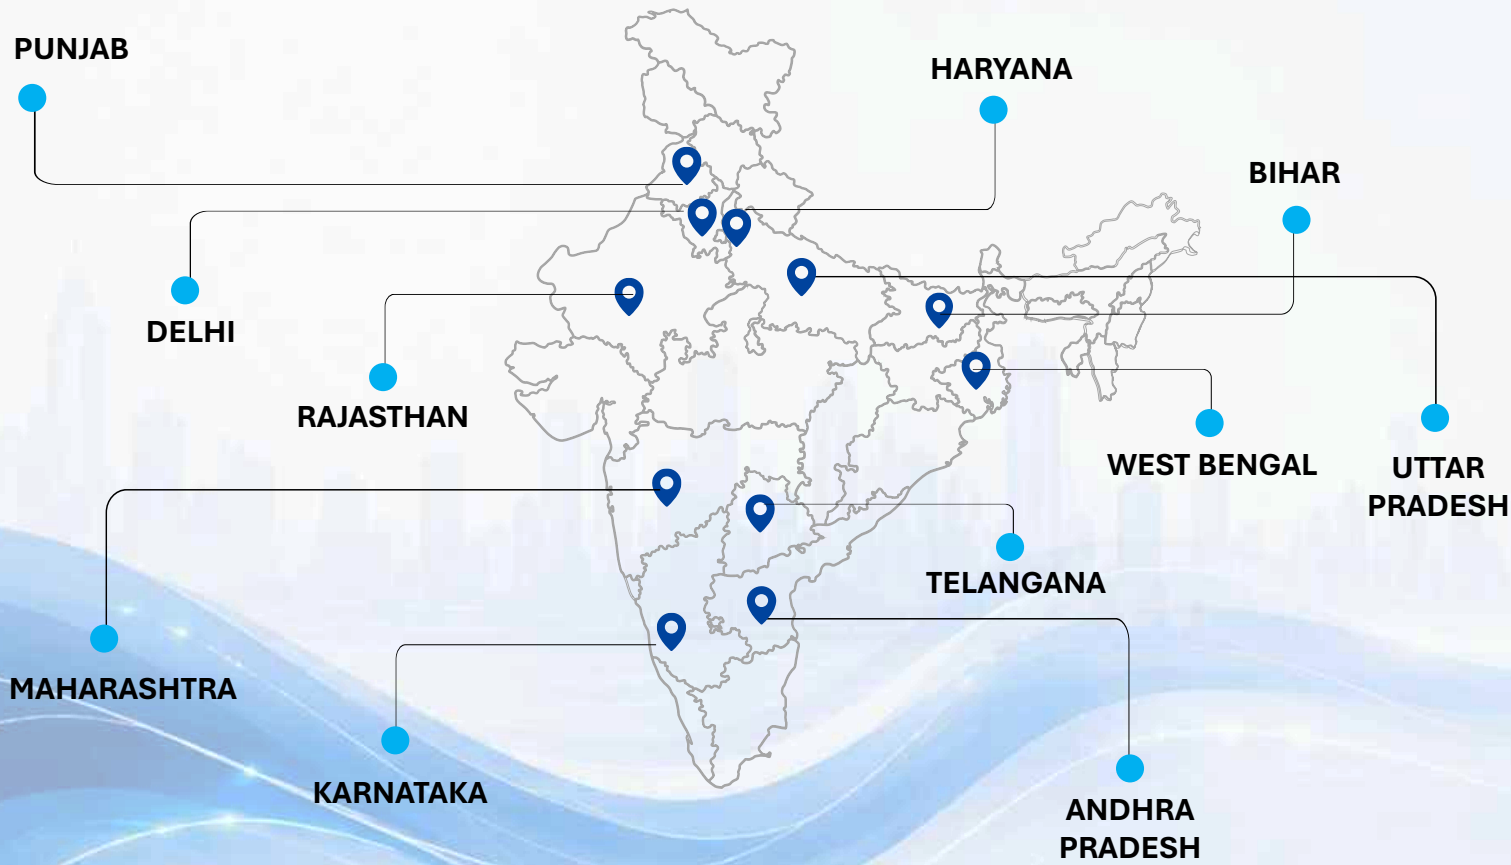 PUNJAB
HARYANA
BIHAR
DELHI
RAJASTHAN
WEST BENGAL
UTTAR
PRADESH
TELANGANA
MAHARASHTRA
KARNATAKA
ANDHRA
PRADESH